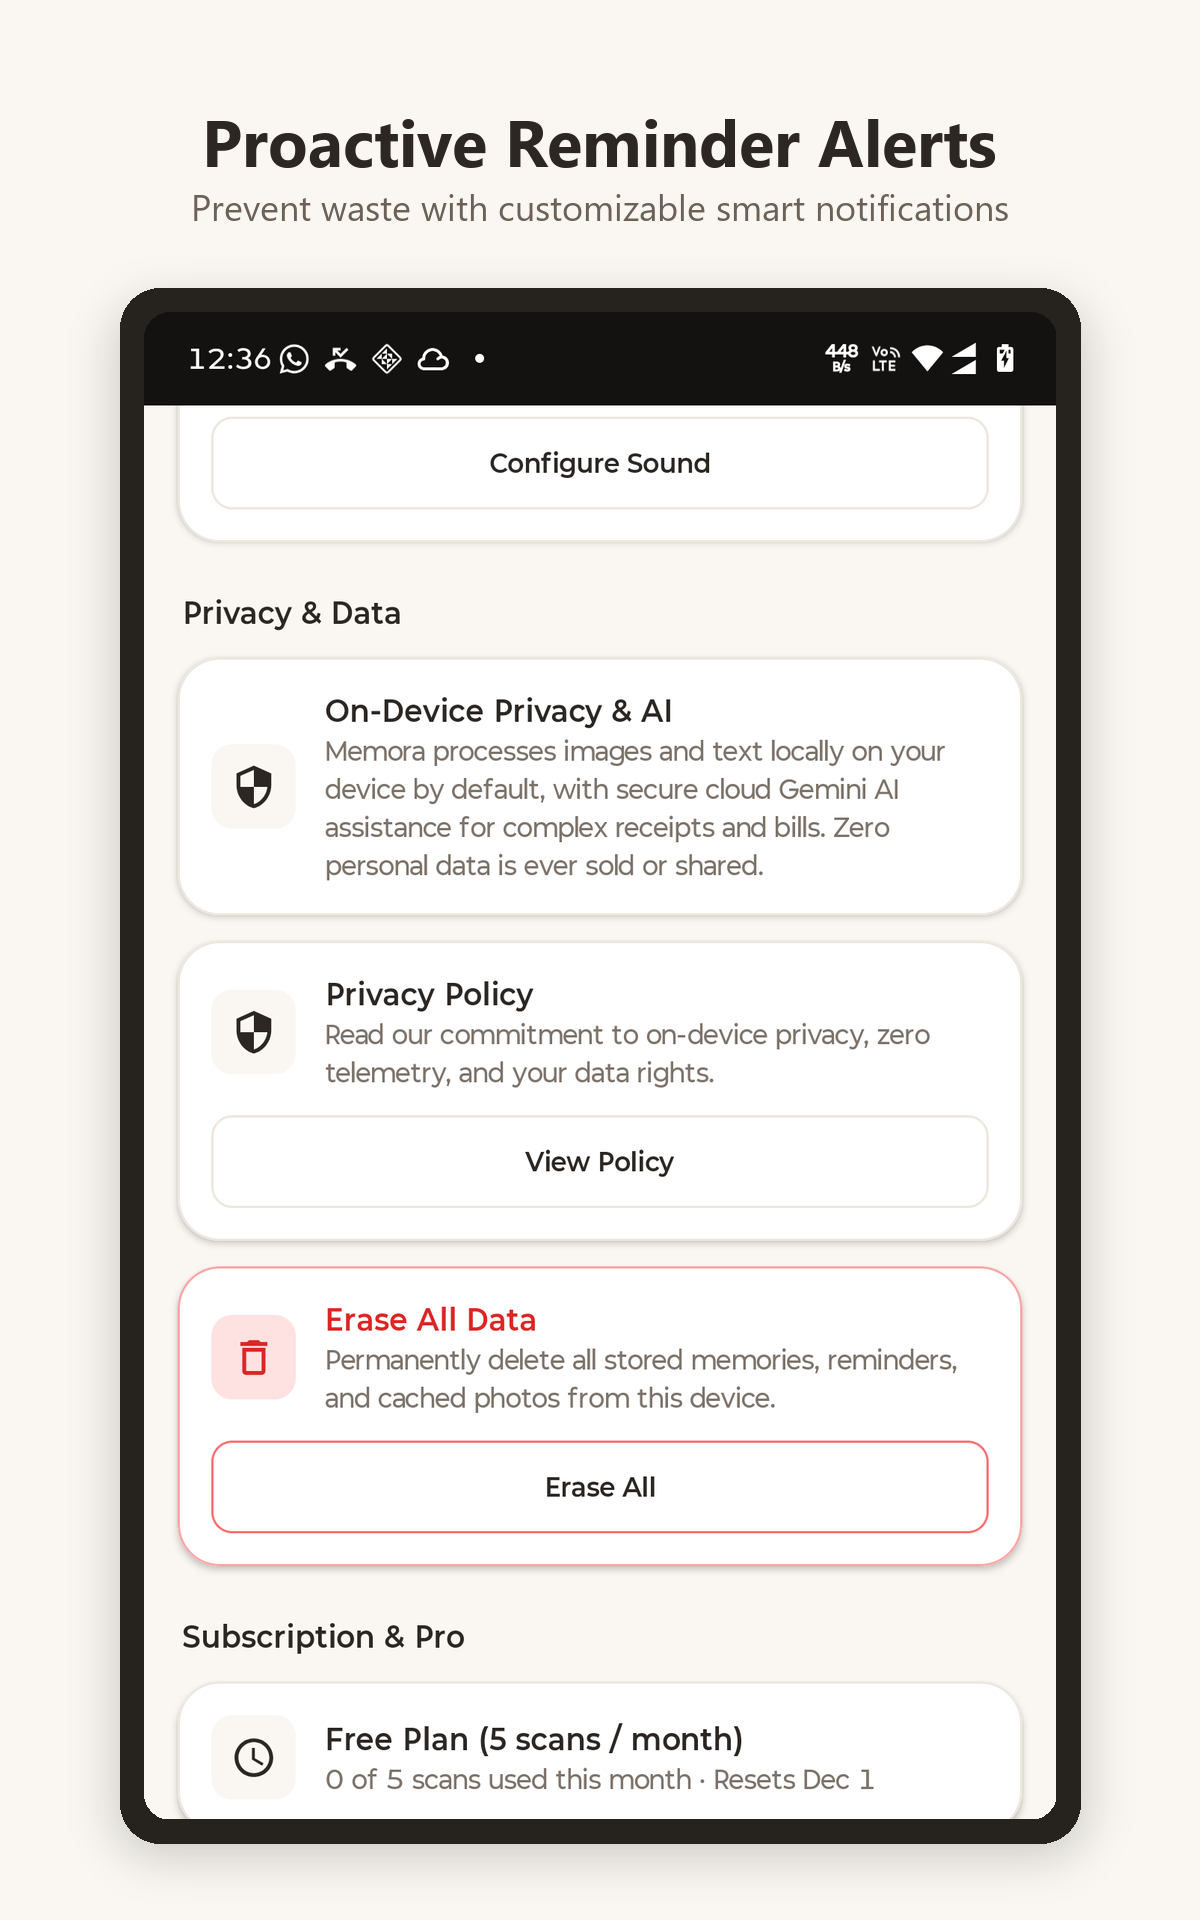 Proactive Reminder Alerts
Prevent waste with customizable smart notifications
12:36
448
B/s
Vo
LTE
Configure Sound
Privacy & Data
On-Device Privacy & AI
Memora processes images and text locally on your
device by default, with secure cloud Gemini AI
assistance for complex receipts and bills. Zero
personal data is ever sold or shared.
Privacy Policy
Read our commitment to on-device privacy, zero
telemetry, and your data rights.
View Policy
Erase All Data
Permanently delete all stored memories, reminders,
and cached photos from this device.
Erase All
Subscription & Pro
Free Plan (5 scans / month)
0 of 5 scans used this month · Resets Dec 1